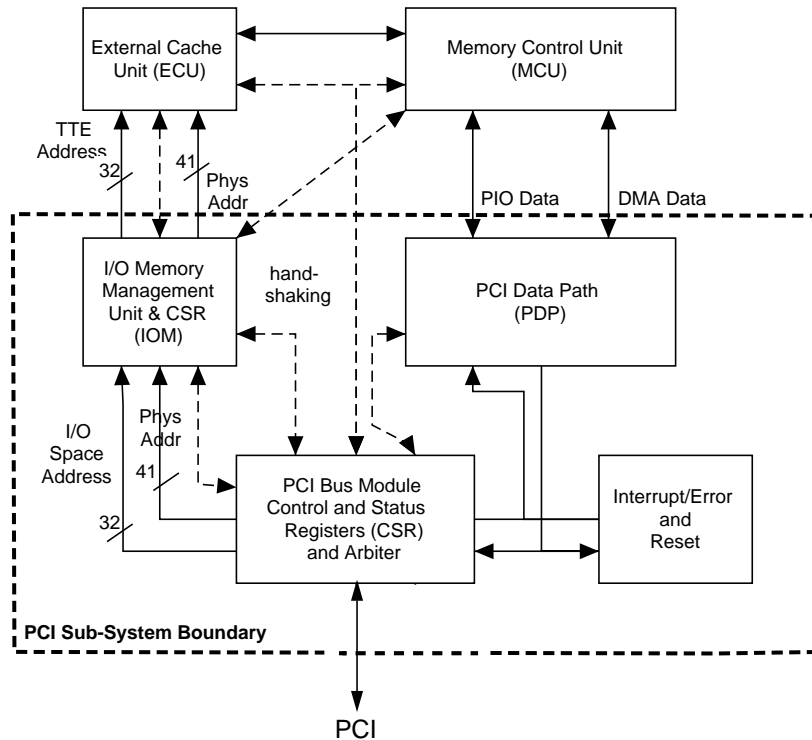 External Cache
Unit (ECU)
Memory Control Unit
(MCU)
TTE
Address
32
41
Phys
Addr
PIO Data
DMA Data
I/O Memory
Management
Unit & CSR
(IOM)
hand-
shaking
PCI Data Path
(PDP)
I/O
Space
Address
Phys
Addr
41
32
PCI Bus Module
Control and Status
Registers (CSR)
and Arbiter
Interrupt/Error
and
Reset
PCI Sub-System Boundary
PCI